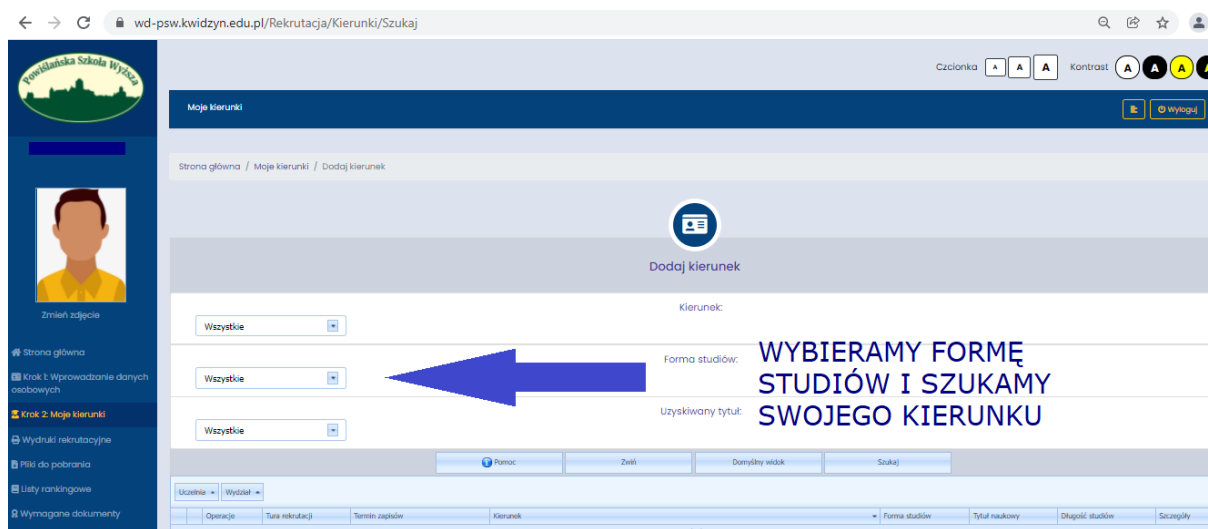 wd-psw.kwidzyn.edu.pl/Rekrutacja/Kierunki/Szukaj
Powiślańska Szkoła Wyższa
Czcionka A A A Kontrast A A A A
Moje kierunki
Wyloguj
Strona główna / Moje kierunki / Dodaj kierunek
Dodaj kierunek
Zmień zdjęcie
Strona główna
Krok 1: Wprowadzanie danych
osobowych
Krok 2: Moje kierunki
Wydruki rekrutacyjne
Pliki do pobrania
Listy rankingowe
Wymagane dokumenty
Kierunek:
Wszystkie
Forma studiów:
Wszystkie
Uzyskiwany tytuł:
Wszystkie
WYBIERAMY FORMĘ
STUDIÓW I SZUKAMY
SWOJEGO KIERUNKU
Pomoc Zwiń Domyślny widok Szukaj
Uczelnia Wydział
Operacje Tura rekrutacji Termin zapisów Kierunek Forma studiów Tytuł naukowy Długość studiów Szczegóły